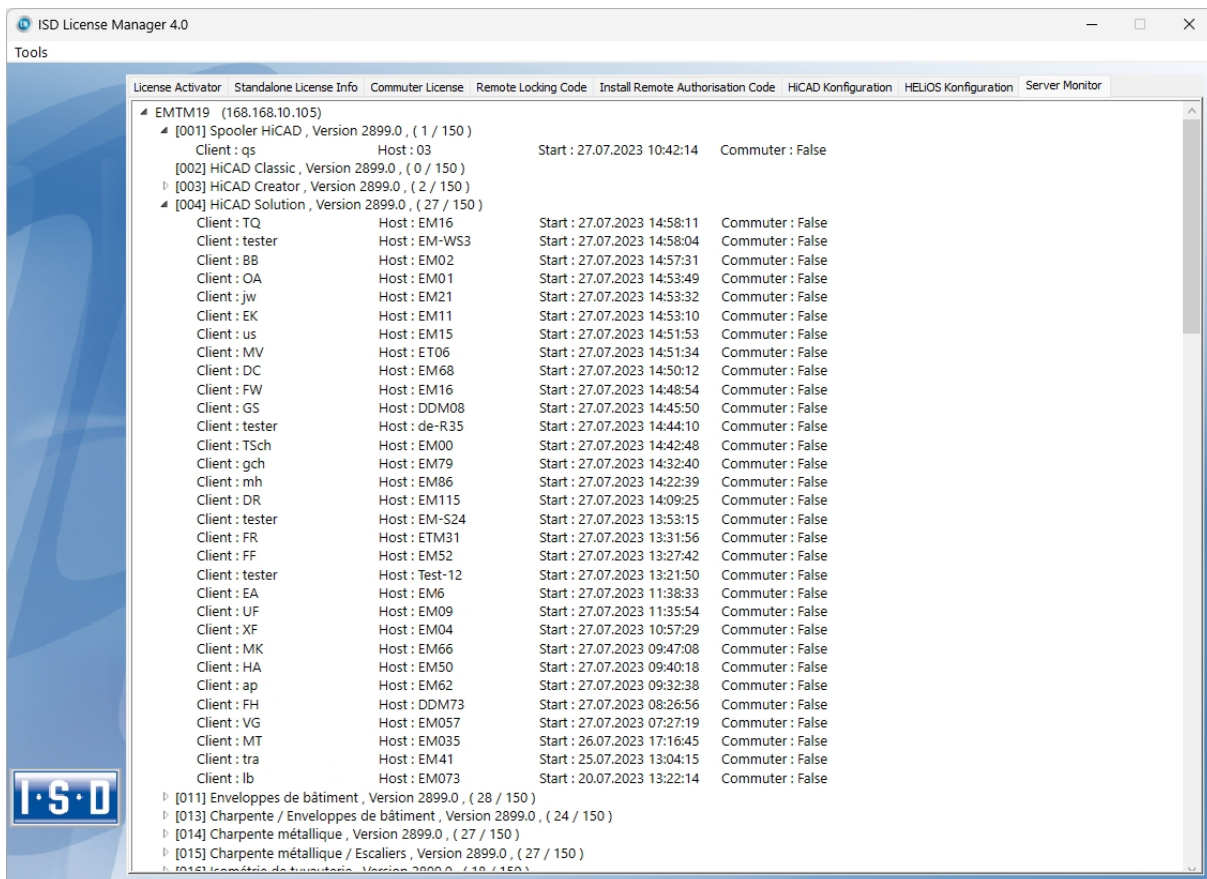 ISD License Manager 4.0
Tools
License Activator Standalone License Info Commuter License Remote Locking Code Install Remote Authorisation Code HiCAD Konfiguration HELiOS Konfiguration Server Monitor
EMTM19 (168.168.10.105)
[001] Spooler HiCAD , Version 2899.0 , ( 1 / 150 )
Client : qs Host : 03 Start : 27.07.2023 10:42:14 Commuter : False
[002] HiCAD Classic , Version 2899.0 , ( 0 / 150 )
[003] HiCAD Creator , Version 2899.0 , ( 2 / 150 )
[004] HiCAD Solution , Version 2899.0 , ( 27 / 150 )
Client : TQ Host : EM16 Start : 27.07.2023 14:58:11 Commuter : False
Client : tester Host : EM-WS3 Start : 27.07.2023 14:58:04 Commuter : False
Client : BB Host : EM02 Start : 27.07.2023 14:57:31 Commuter : False
Client : OA Host : EM01 Start : 27.07.2023 14:53:49 Commuter : False
Client : jw Host : EM21 Start : 27.07.2023 14:53:32 Commuter : False
Client : EK Host : EM11 Start : 27.07.2023 14:53:10 Commuter : False
Client : us Host : EM15 Start : 27.07.2023 14:51:53 Commuter : False
Client : MV Host : ET06 Start : 27.07.2023 14:51:34 Commuter : False
Client : DC Host : EM68 Start : 27.07.2023 14:50:12 Commuter : False
Client : FW Host : EM16 Start : 27.07.2023 14:48:54 Commuter : False
Client : GS Host : DDM08 Start : 27.07.2023 14:45:50 Commuter : False
Client : tester Host : de-R35 Start : 27.07.2023 14:44:10 Commuter : False
Client : TSch Host : EM00 Start : 27.07.2023 14:42:48 Commuter : False
Client : gch Host : EM79 Start : 27.07.2023 14:32:40 Commuter : False
Client : mh Host : EM86 Start : 27.07.2023 14:22:39 Commuter : False
Client : DR Host : EM115 Start : 27.07.2023 14:09:25 Commuter : False
Client : tester Host : EM-S24 Start : 27.07.2023 13:53:15 Commuter : False
Client : FR Host : ETM31 Start : 27.07.2023 13:31:56 Commuter : False
Client : FF Host : EM52 Start : 27.07.2023 13:27:42 Commuter : False
Client : tester Host : Test-12 Start : 27.07.2023 13:21:50 Commuter : False
Client : EA Host : EM6 Start : 27.07.2023 11:38:33 Commuter : False
Client : UF Host : EM09 Start : 27.07.2023 11:35:54 Commuter : False
Client : XF Host : EM04 Start : 27.07.2023 10:57:29 Commuter : False
Client : MK Host : EM66 Start : 27.07.2023 09:47:08 Commuter : False
Client : HA Host : EM50 Start : 27.07.2023 09:40:18 Commuter : False
Client : ap Host : EM62 Start : 27.07.2023 09:32:38 Commuter : False
Client : FH Host : DDM73 Start : 27.07.2023 08:26:56 Commuter : False
Client : VG Host : EM057 Start : 27.07.2023 07:27:19 Commuter : False
Client : MT Host : EM035 Start : 26.07.2023 17:16:45 Commuter : False
Client : tra Host : EM41 Start : 25.07.2023 13:04:15 Commuter : False
Client : lb Host : EM073 Start : 20.07.2023 13:22:14 Commuter : False
[011] Enveloppes de bâtiment , Version 2899.0 , ( 28 / 150 )
[013] Charpente / Enveloppes de bâtiment , Version 2899.0 , ( 24 / 150 )
[014] Charpente métallique , Version 2899.0 , ( 27 / 150 )
[015] Charpente métallique / Escaliers , Version 2899.0 , ( 27 / 150 )
[016] Isométrie de tuyauterie , Version 2899.0 , ( 18 / 150 )
I·S·D